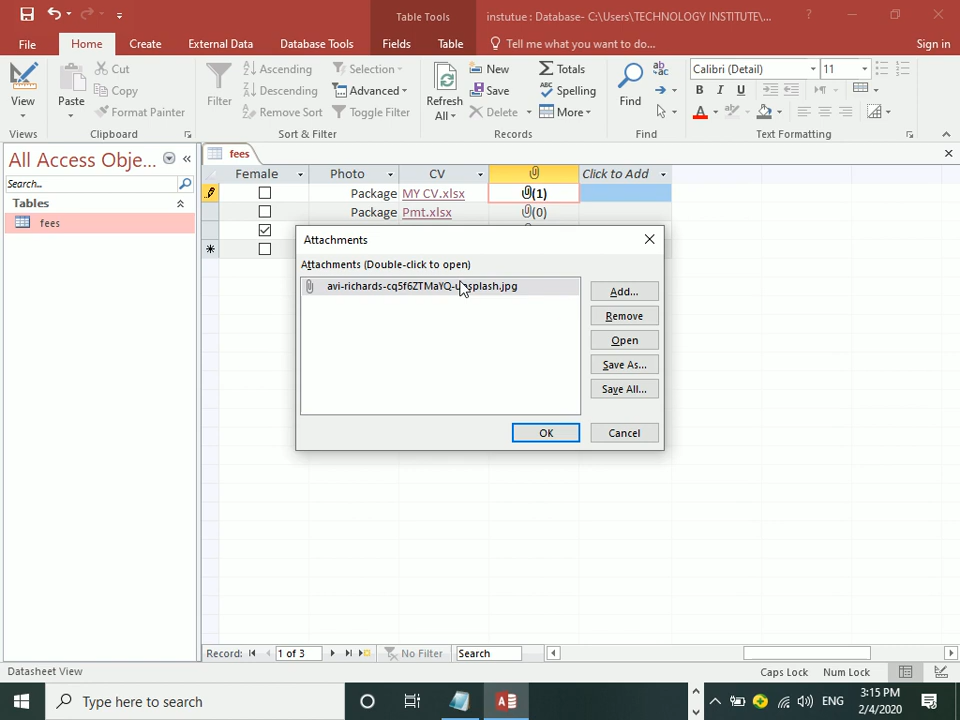 Table Tools
instutue : Database- C:\Users\TECHNOLOGY INSTITUTE\...
?
File
Home
Create
External Data
Database Tools
Fields
Table
Tell me what you want to do...
Sign in
View
Paste
Cut
Copy
Format Painter
Filter
Ascending
Descending
Remove Sort
Selection
Advanced
Toggle Filter
Refresh
All
New
Save
Delete
Totals
Spelling
More
Find
Calibri (Detail)
11
B I U
A
Views
Clipboard
Sort & Filter
Records
Find
Text Formatting
All Access Obje...
Search...
Tables
fees
fees
Female
Photo
CV
Click to Add
Package
MY CV.xlsx
(1)
Package
Pmt.xlsx
(0)
Attachments
Attachments (Double-click to open)
Add...
Remove
Open
Save As...
Save All...
OK
Cancel
Record:
1 of 3
No Filter
Search
Datasheet View
Caps Lock
Num Lock
Type here to search
ENG
3:15 PM
2/4/2020